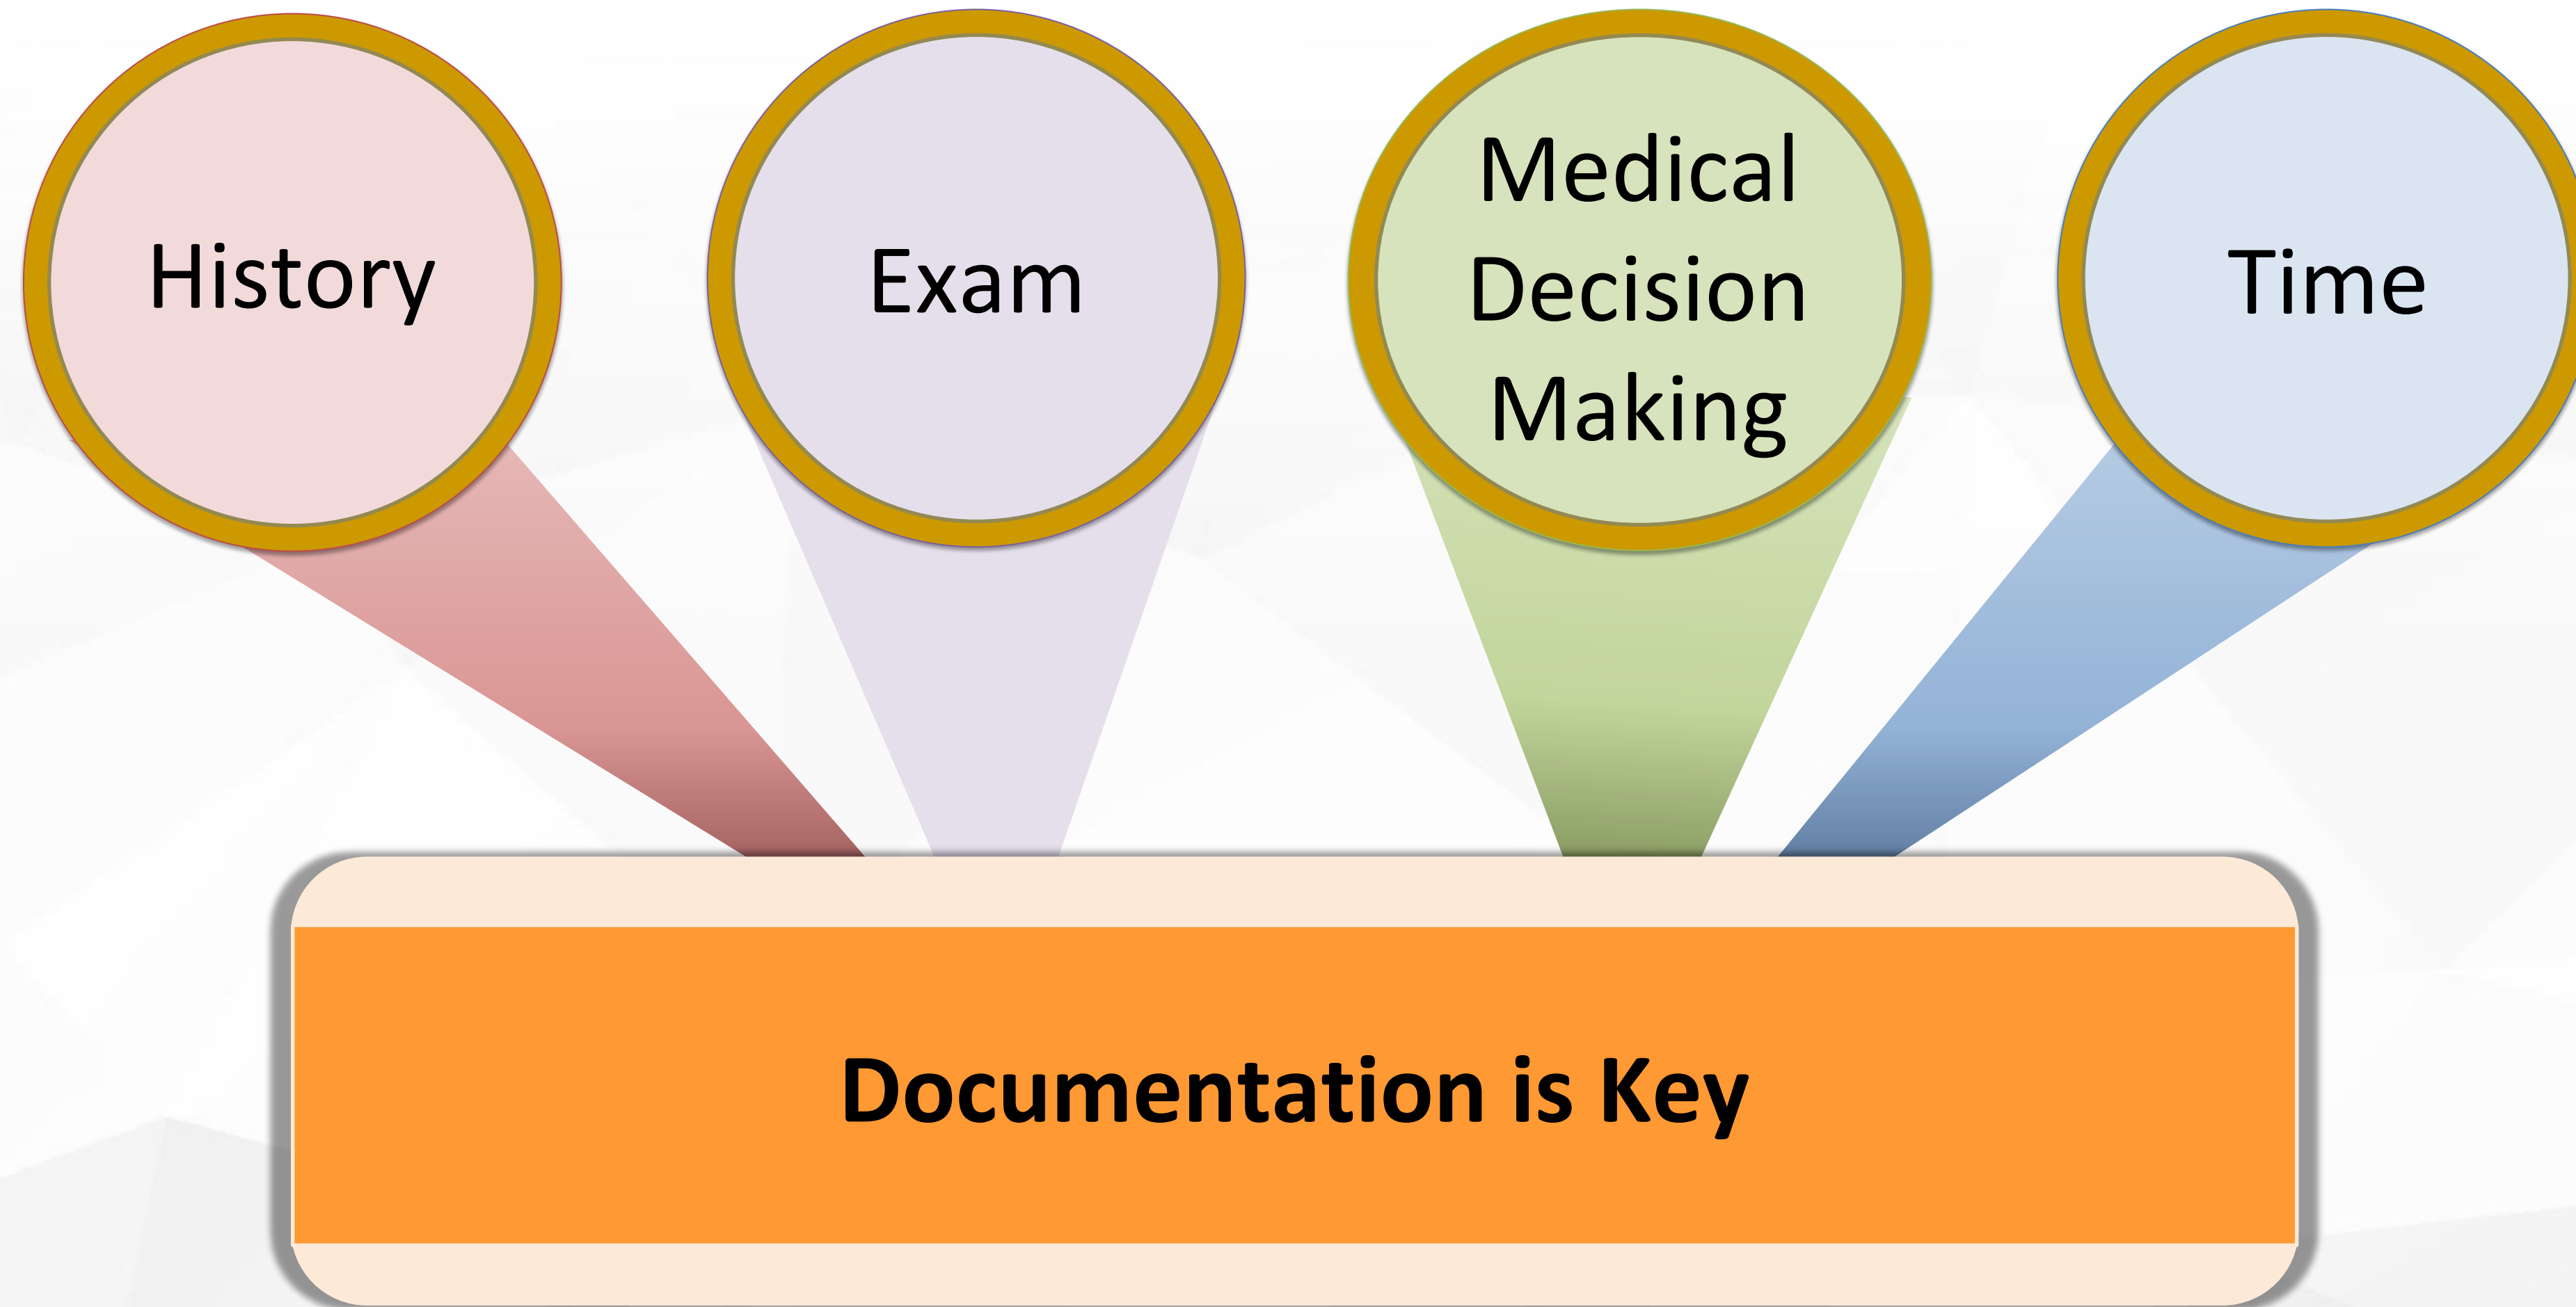 History
Exam
Medical
Decision
Making
Time
Documentation is Key